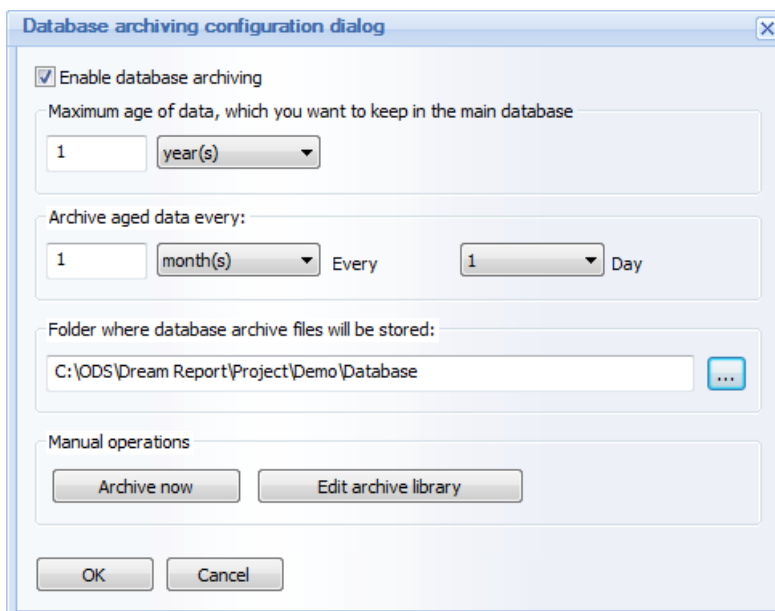 Database archiving configuration dialog
Enable database archiving
Maximum age of data, which you want to keep in the main database
1 year(s)
Archive aged data every:
1 month(s) Every 1 Day
Folder where database archive files will be stored:
C:\ODS\Dream Report\Project\Demo\Database ...
Manual operations
Archive now Edit archive library
OK Cancel